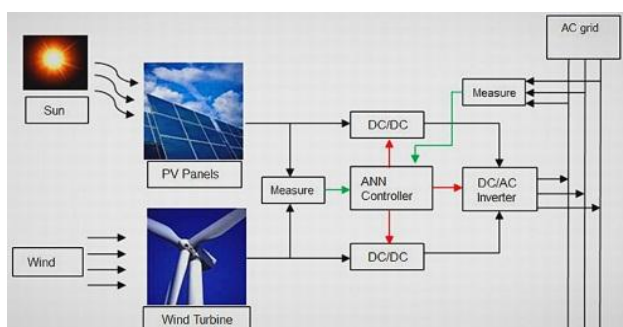 AC grid
Sun
Measure
DC/DC
PV Panels
Measure
ANN
Controller
DC/AC
Inverter
Wind
DC/DC
Wind Turbine